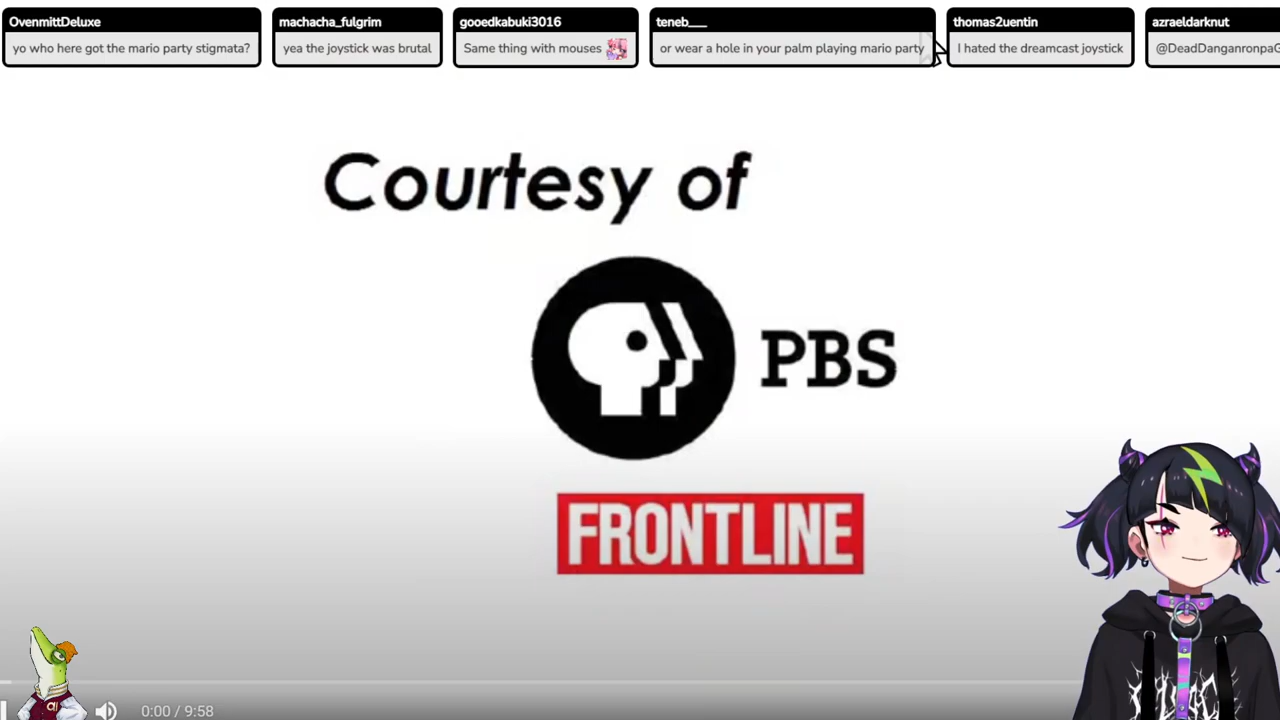 OvenmittDeluxe
yo who here got the mario party stigmata?
machacha_fulgrim
yea the joystick was brutal
gooedkabuki3016
Same thing with mouses
teneb___
or wear a hole in your palm playing mario party
thomas2uentin
I hated the dreamcast joystick
azraeldarknut
@DeadDanganronpaG
Courtesy of
PBS
FRONTLINE
0:00 / 9:58